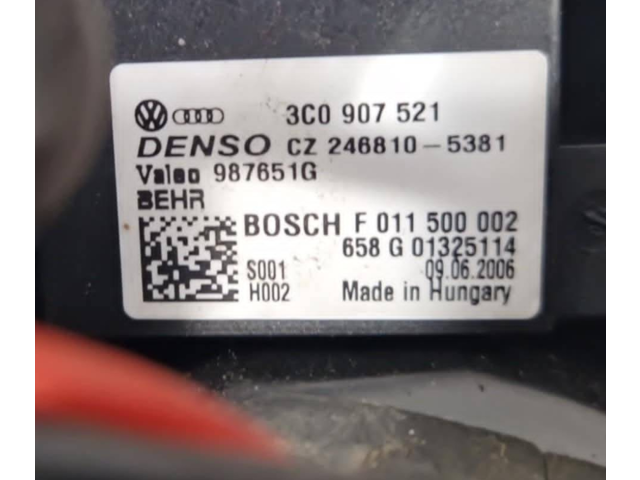 3C0 907 521
DENSO CZ 246810-5381
Valeo 987651G
BEHR
BOSCH F 011 500 002
658 G 01325114
S001 09.06.2006
H002 Made in Hungary